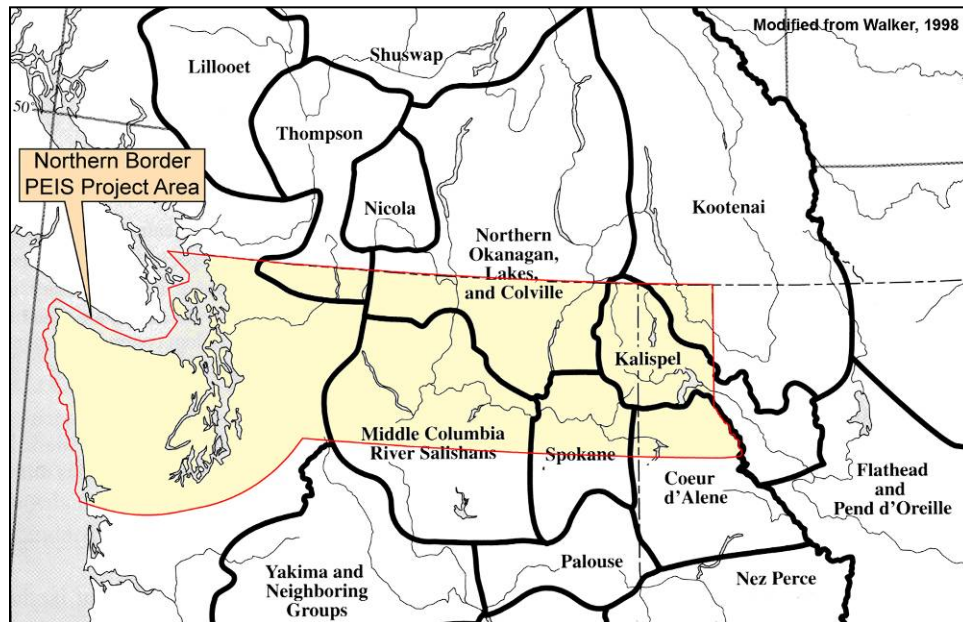 Modified from Walker, 1998
Shuswap
Lillooet
50°
Thompson
Northern Border
PEIS Project Area
Nicola
Kootenai
Northern
Okanagan,
Lakes,
and Colville
Kalispel
Middle Columbia
River Salishans
Spokane
Coeur
d'Alene
Flathead
and
Pend d'Oreille
Palouse
Nez Perce
Yakima and
Neighboring
Groups